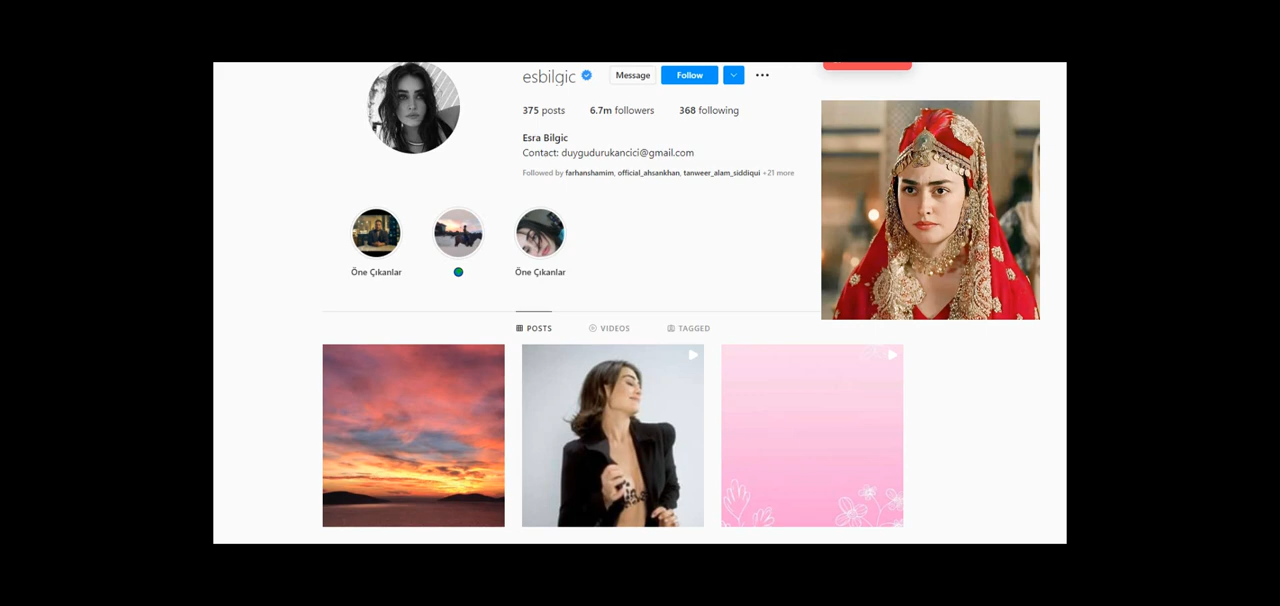 esbilgic Message Follow
375 posts 6.7m followers 368 following
Esra Bilgic
Contact: duygudurukancici@gmail.com
Followed by farhanshamim, official_ahsankhan, tanweer_alam_siddiqui +21 more
Öne Çıkanlar Öne Çıkanlar
POSTS VIDEOS TAGGED